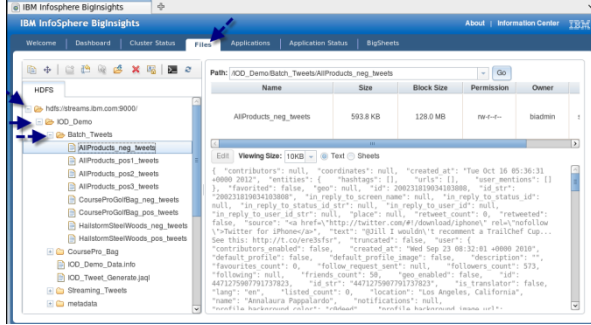 IBM Infosphere BigInsights
IBM InfoSphere BigInsights
About | Information Center IBM
Welcome Dashboard Cluster Status Files Applications Application Status BigSheets
HDFS
hdfs://streams.ibm.com:9000/
IOD_Demo
Batch_Tweets
AllProducts_neg_tweets
AllProducts_pos1_tweets
AllProducts_pos2_tweets
AllProducts_pos3_tweets
CourseProGolfBag_neg_tweets
CourseProGolfBag_pos_tweets
HailstormSteelWoods_neg_tweets
HailstormSteelWoods_pos_tweets
CoursePro_Bag
IOD_Demo_Data.info
IOD_Tweet_Generate.jaql
Streaming_Tweets
metadata
Path: /IOD_Demo/Batch_Tweets/AllProducts_neg_tweets Go
Name Size Block Size Permission Owner
AllProducts_neg_tweets 593.8 KB 128.0 MB rw-r--r-- biadmin
Edit Viewing Size: 10KB Text Sheets
{ "contributors": null, "coordinates": null, "created_at": "Tue Oct 16 05:36:31
+0000 2012", "entities": { "hashtags": [], "urls": [], "user_mentions": []
}, "favorited": false, "geo": null, "id": 200231819034103808, "id_str":
"200231819034103808", "in_reply_to_screen_name": null, "in_reply_to_status_id":
null, "in_reply_to_status_id_str": null, "in_reply_to_user_id": null,
"in_reply_to_user_id_str": null, "place": null, "retweet_count": 0, "retweeted":
false, "source": "<a href=\"http://twitter.com/#!/download/iphone\" rel=\"nofollow
\">Twitter for iPhone</a>", "text": "@Jill I wouldn\'t recommend a TrailChef Cup...
See this: http://t.co/ere3sfsr", "truncated": false, "user": {
"contributors_enabled": false, "created_at": "Wed Sep 23 08:32:01 +0000 2010",
"default_profile": false, "default_profile_image": false, "description": "",
"favourites_count": 0, "follow_request_sent": null, "followers_count": 573,
"following": null, "friends_count": 50, "geo_enabled": false, "id":
4471275907791737823, "id_str": "4471275907791737823", "is_translator": false,
"lang": "en", "listed_count": 0, "location": "Los Angeles, California",
"name": "Annalaura Pappalardo", "notifications": null,